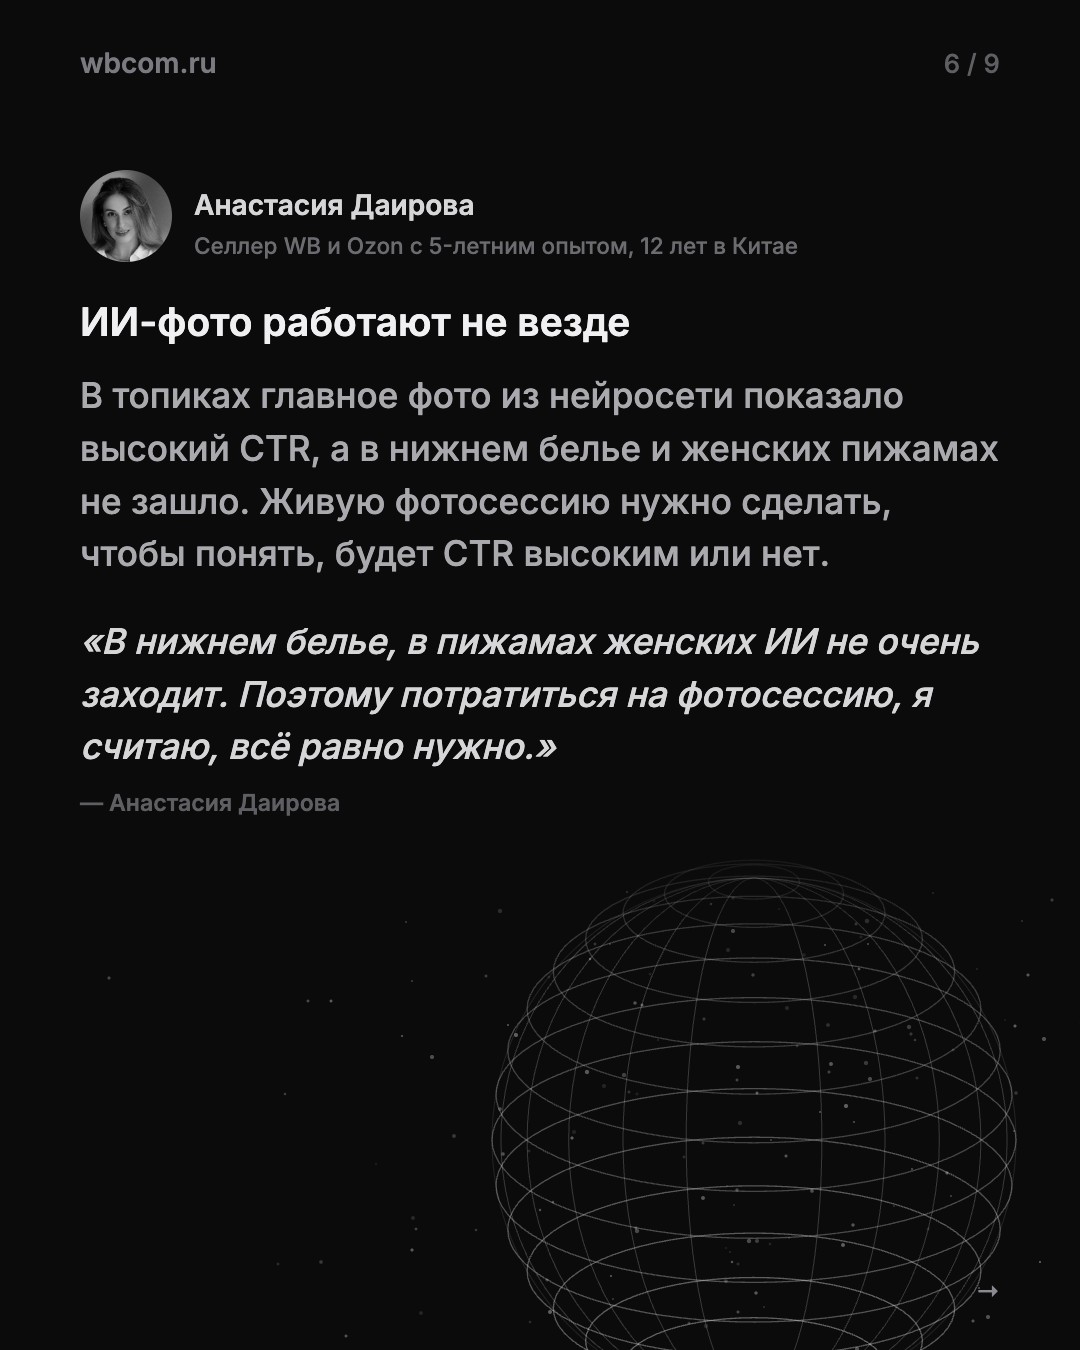 wbcom.ru
6 / 9
Анастасия Даирова
Селлер WB и Ozon с 5-летним опытом, 12 лет в Китае
ИИ-фото работают не везде
В топиках главное фото из нейросети показало
высокий CTR, а в нижнем белье и женских пижамах
не зашло. Живую фотосессию нужно сделать,
чтобы понять, будет CTR высоким или нет.
«В нижнем белье, в пижамах женских ИИ не очень
заходит. Поэтому потратиться на фотосессию, я
считаю, всё равно нужно.»
— Анастасия Даирова
→